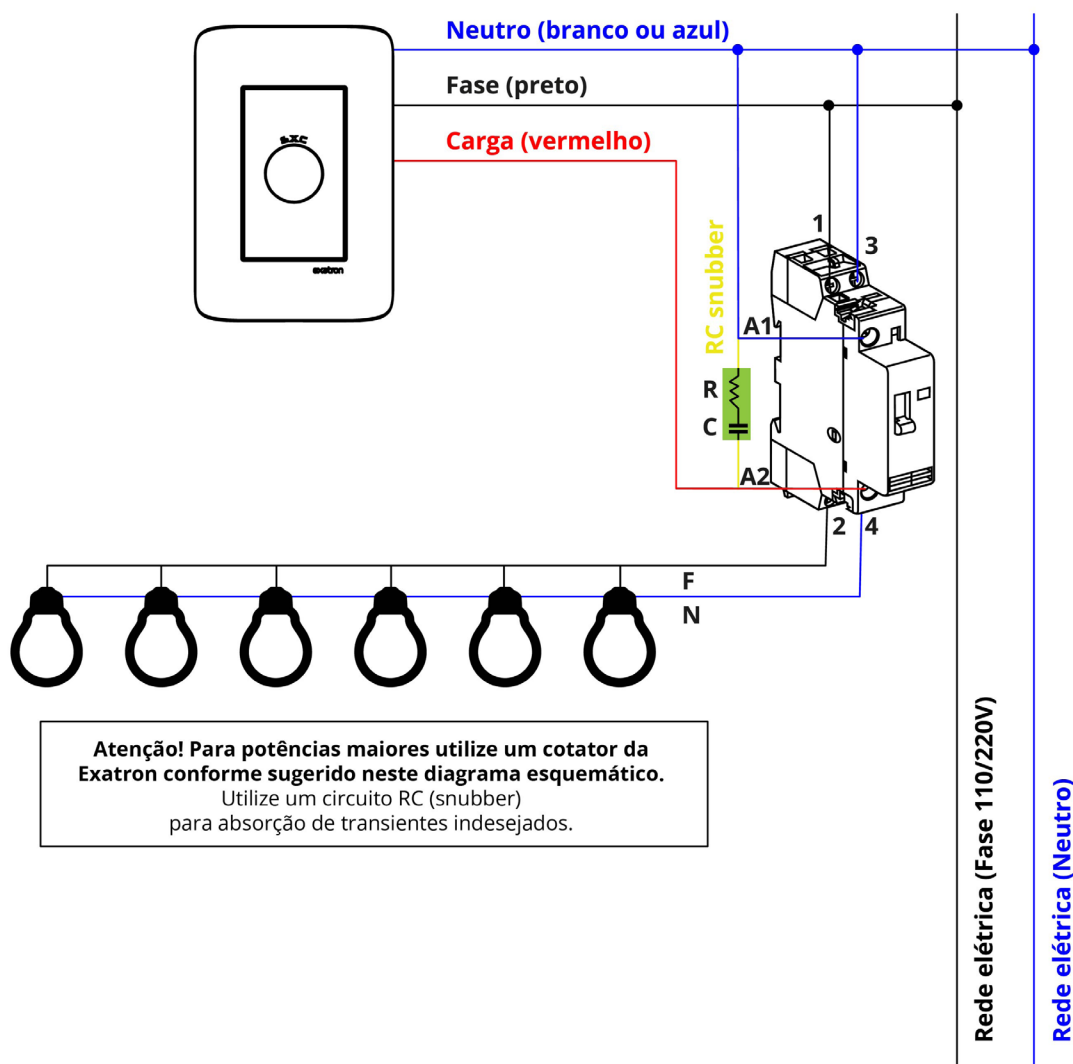 Neutro (branco ou azul)
Fase (preto)
Carga (vermelho)
exc
exatron
1
3
RC snubber
A1
R
C
A2
2
4
F
N
Atenção! Para potências maiores utilize um cotator da
Exatron conforme sugerido neste diagrama esquemático.
Utilize um circuito RC (snubber)
para absorção de transientes indesejados.
Rede elétrica (Fase 110/220V)
Rede elétrica (Neutro)